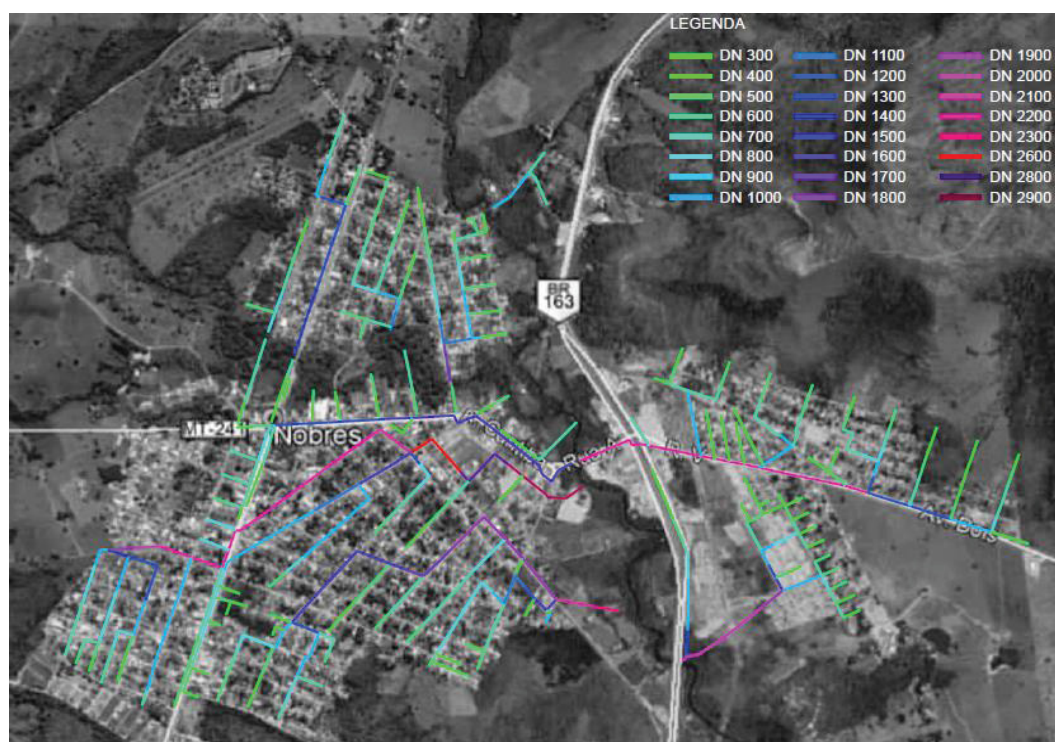 LEGENDA
DN 300
DN 400
DN 500
DN 600
DN 700
DN 800
DN 900
DN 1000
DN 1100
DN 1200
DN 1300
DN 1400
DN 1500
DN 1600
DN 1700
DN 1800
DN 1900
DN 2000
DN 2100
DN 2200
DN 2300
DN 2600
DN 2800
DN 2900
BR
163
MT-241
Nobres
Av. Dois